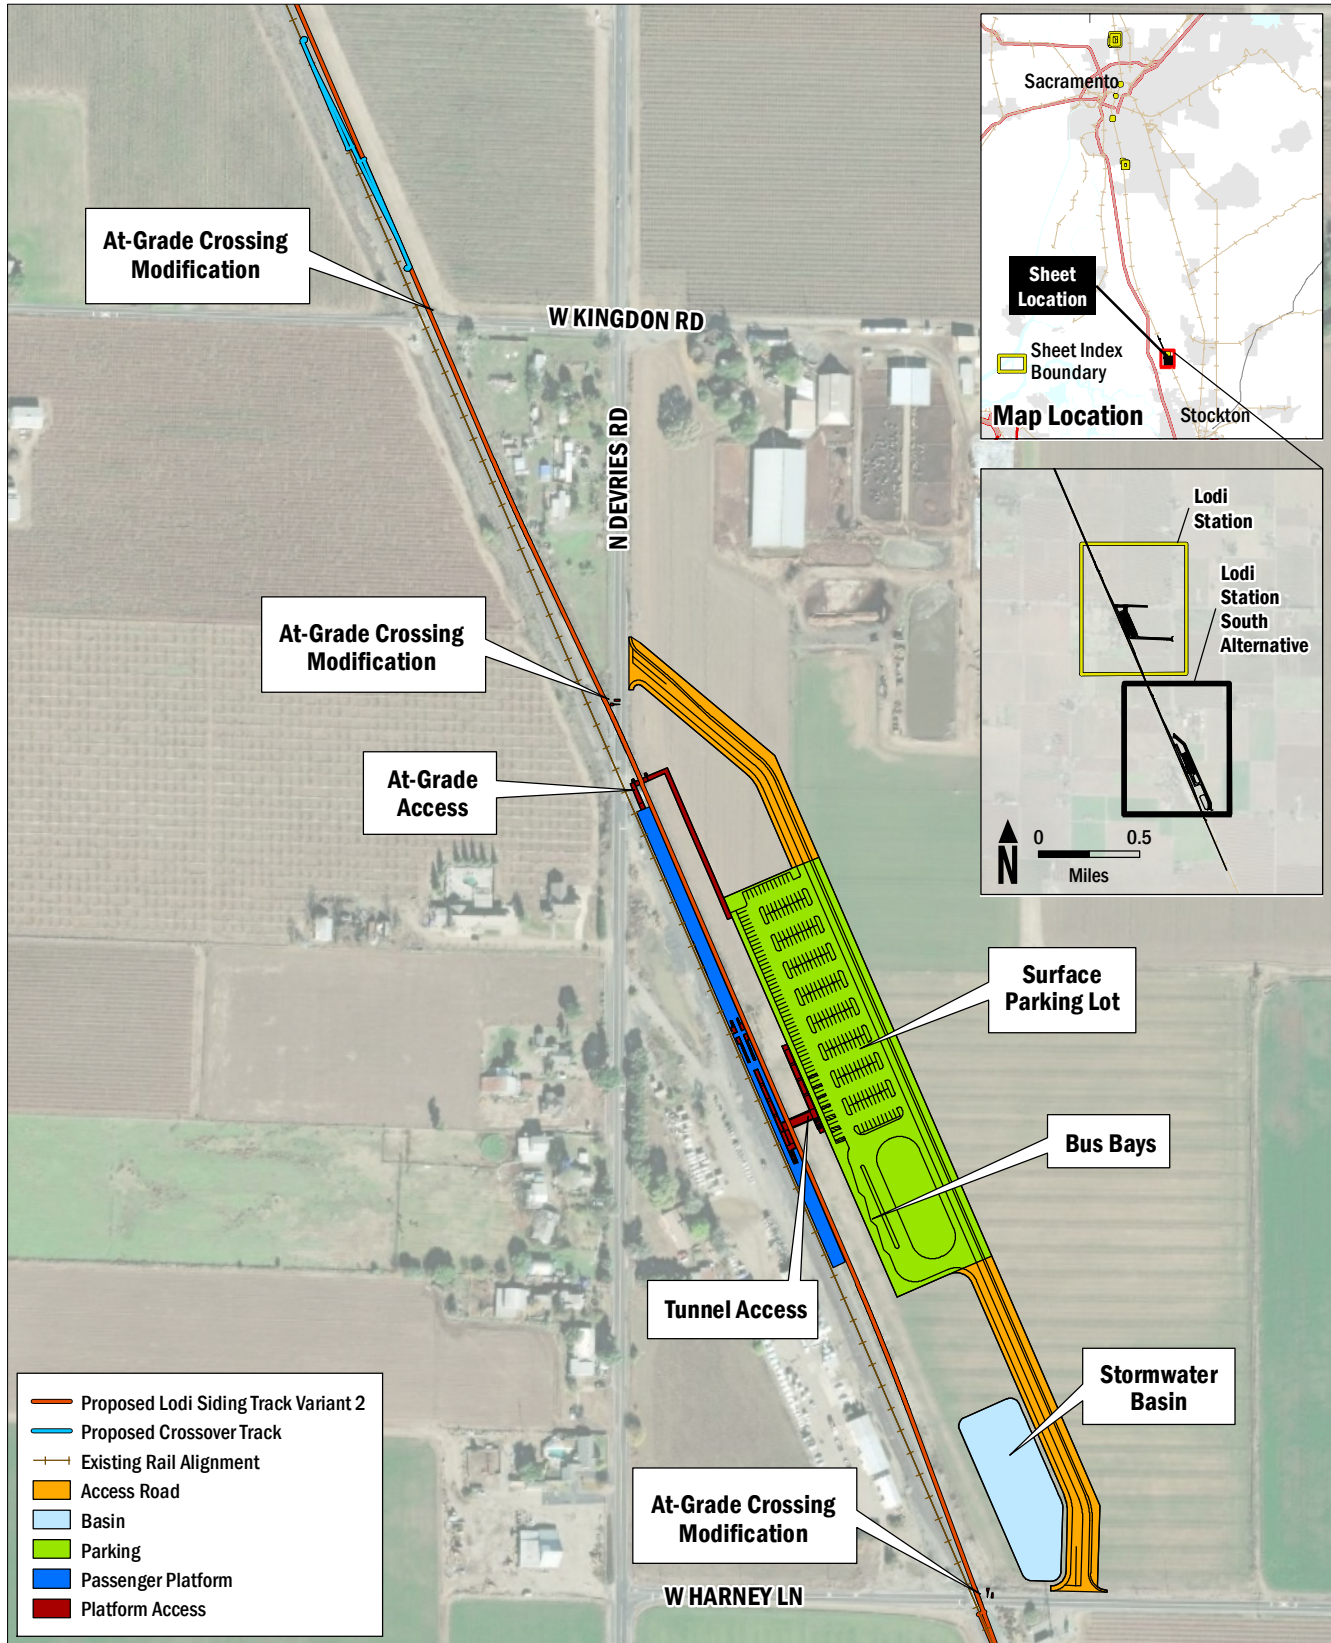 Sacramento
Sheet
Location
Sheet Index
Boundary
Map Location
Stockton
At-Grade Crossing
Modification
W KINGDON RD
N DEVRIES RD
Lodi
Station
Lodi
Station
South
Alternative
N
0
0.5
Miles
At-Grade Crossing
Modification
At-Grade
Access
Surface
Parking Lot
Bus Bays
Tunnel Access
Stormwater
Basin
At-Grade Crossing
Modification
W HARNEY LN
Proposed Lodi Siding Track Variant 2
Proposed Crossover Track
Existing Rail Alignment
Access Road
Basin
Parking
Passenger Platform
Platform Access